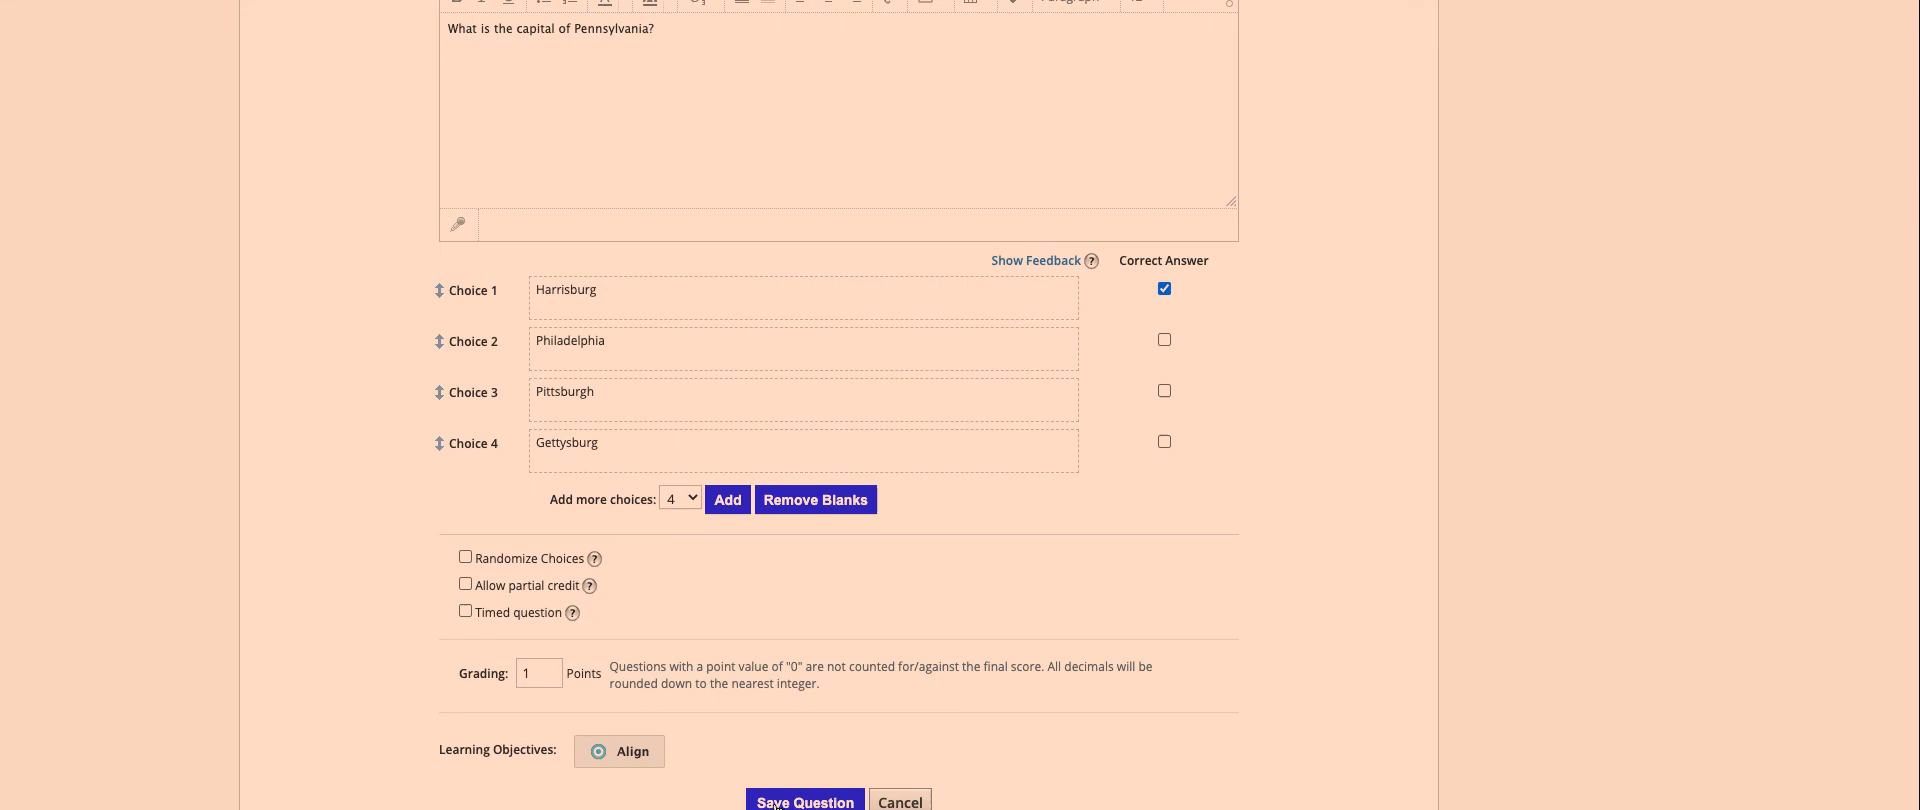 What is the capital of Pennsylvania?
Show Feedback ? Correct Answer
Choice 1 Harrisburg
Choice 2 Philadelphia
Choice 3 Pittsburgh
Choice 4 Gettysburg
Add more choices: 4 Add Remove Blanks
Randomize Choices ?
Allow partial credit ?
Timed question ?
Grading: 1 Points Questions with a point value of "0" are not counted for/against the final score. All decimals will be
rounded down to the nearest integer.
Learning Objectives: Align
Save Question Cancel